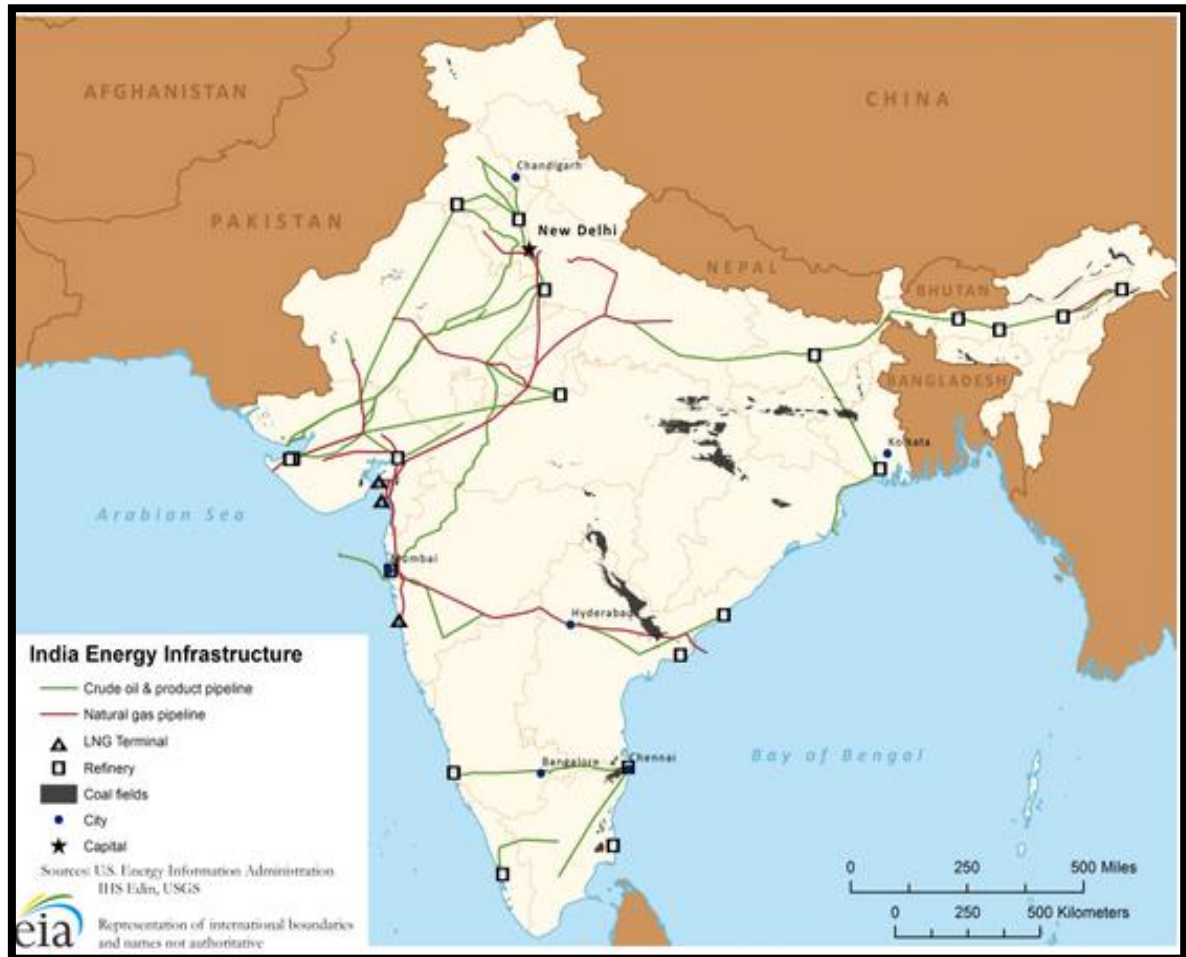 AFGHANISTAN
CHINA
Chandigarh
PAKISTAN
New Delhi
NEPAL
BHUTAN
BANGLADESH
Kolkata
Arabian Sea
Mumbai
Hyderabad
India Energy Infrastructure
Crude oil & product pipeline
Natural gas pipeline
LNG Terminal
Refinery
Coal fields
City
Capital
Sources: U.S. Energy Information Administration
IHS Edin, USGS
eia
Representation of international boundaries
and names not authoritative
Bangalore
Chennai
Bay of Bengal
0 250 500 Miles
0 250 500 Kilometers